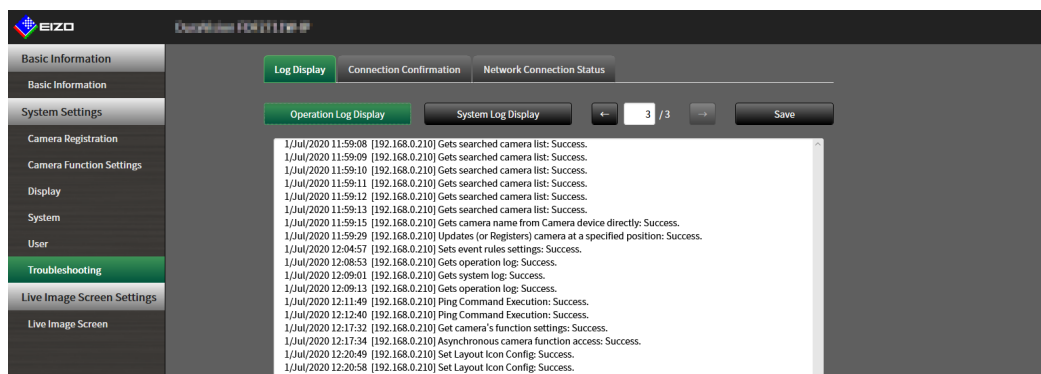 EIZO
Basic Information
Basic Information
System Settings
Camera Registration
Camera Function Settings
Display
System
User
Troubleshooting
Live Image Screen Settings
Live Image Screen
Log Display Connection Confirmation Network Connection Status
Operation Log Display System Log Display ← 3 /3 → Save
1/Jul/2020 11:59:08 [192.168.0.210] Gets searched camera list: Success.
1/Jul/2020 11:59:09 [192.168.0.210] Gets searched camera list: Success.
1/Jul/2020 11:59:10 [192.168.0.210] Gets searched camera list: Success.
1/Jul/2020 11:59:11 [192.168.0.210] Gets searched camera list: Success.
1/Jul/2020 11:59:12 [192.168.0.210] Gets searched camera list: Success.
1/Jul/2020 11:59:13 [192.168.0.210] Gets searched camera list: Success.
1/Jul/2020 11:59:15 [192.168.0.210] Gets camera name from Camera device directly: Success.
1/Jul/2020 11:59:29 [192.168.0.210] Updates (or Registers) camera at a specified position: Success.
1/Jul/2020 12:04:57 [192.168.0.210] Sets event rules settings: Success.
1/Jul/2020 12:08:53 [192.168.0.210] Gets operation log: Success.
1/Jul/2020 12:09:01 [192.168.0.210] Gets system log: Success.
1/Jul/2020 12:09:13 [192.168.0.210] Gets operation log: Success.
1/Jul/2020 12:11:49 [192.168.0.210] Ping Command Execution: Success.
1/Jul/2020 12:12:40 [192.168.0.210] Ping Command Execution: Success.
1/Jul/2020 12:17:32 [192.168.0.210] Get camera's function settings: Success.
1/Jul/2020 12:17:34 [192.168.0.210] Asynchronous camera function access: Success.
1/Jul/2020 12:20:49 [192.168.0.210] Set Layout Icon Config: Success.
1/Jul/2020 12:20:58 [192.168.0.210] Set Layout Icon Config: Success.